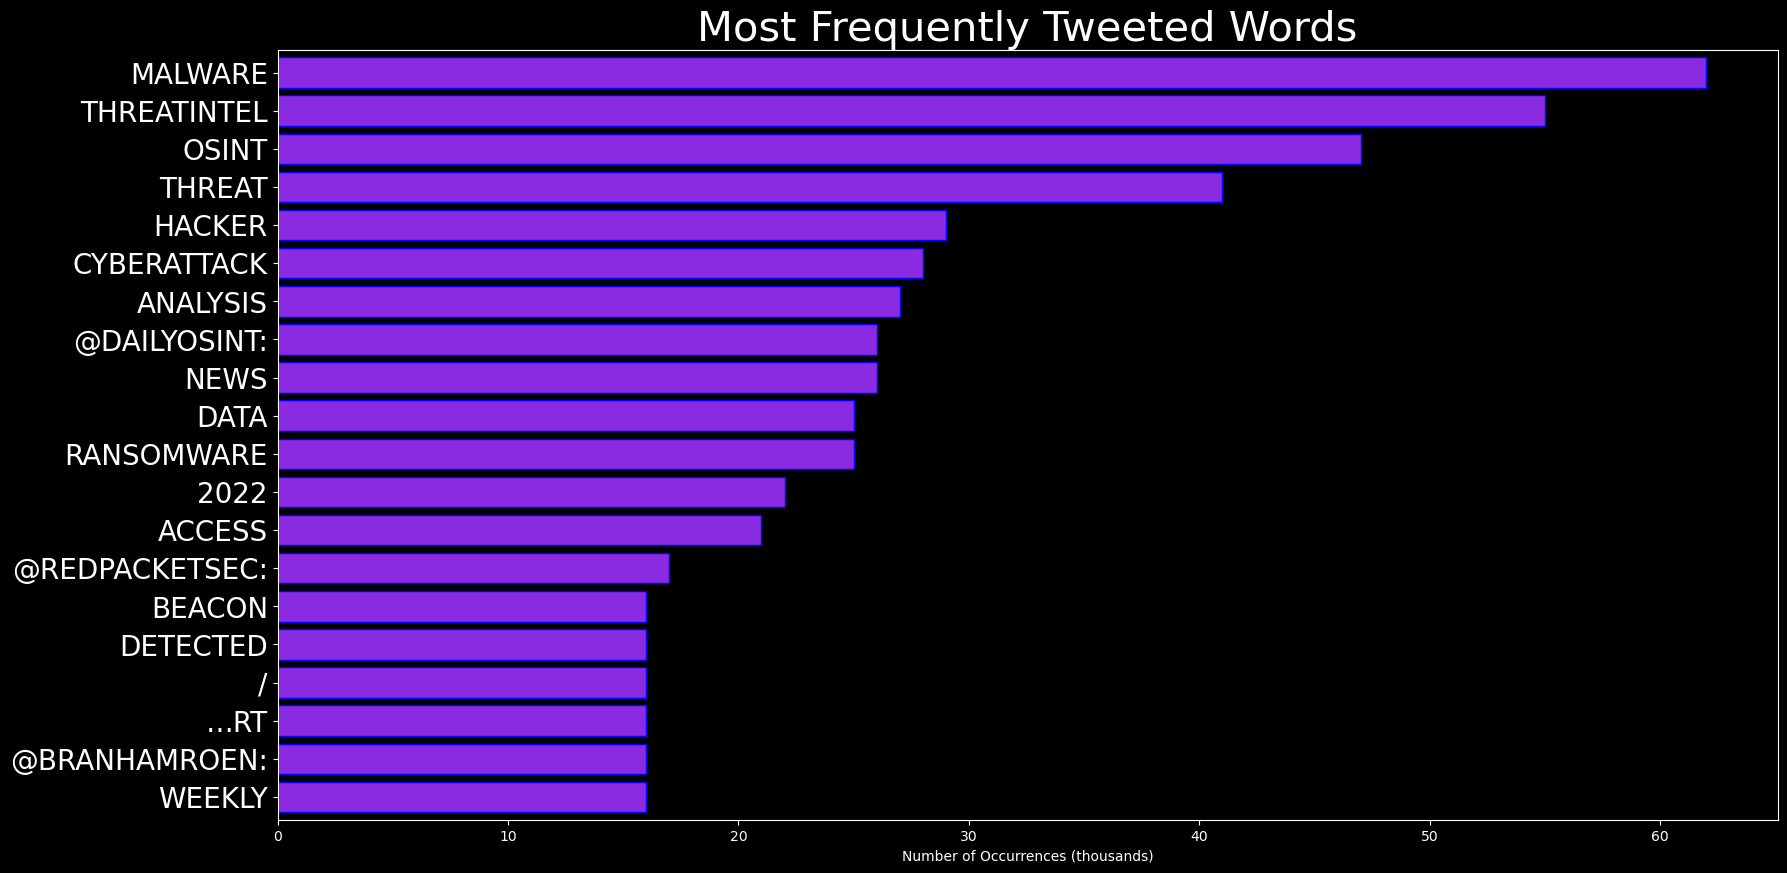 Most Frequently Tweeted Words
MALWARE
THREATINTEL
OSINT
THREAT
HACKER
CYBERATTACK
ANALYSIS
@DAILYOSINT:
NEWS
DATA
RANSOMWARE
2022
ACCESS
@REDPACKETSEC:
BEACON
DETECTED
/
…RT
@BRANHAMROEN:
WEEKLY
0 10 20 30 40 50 60
Number of Occurrences (thousands)